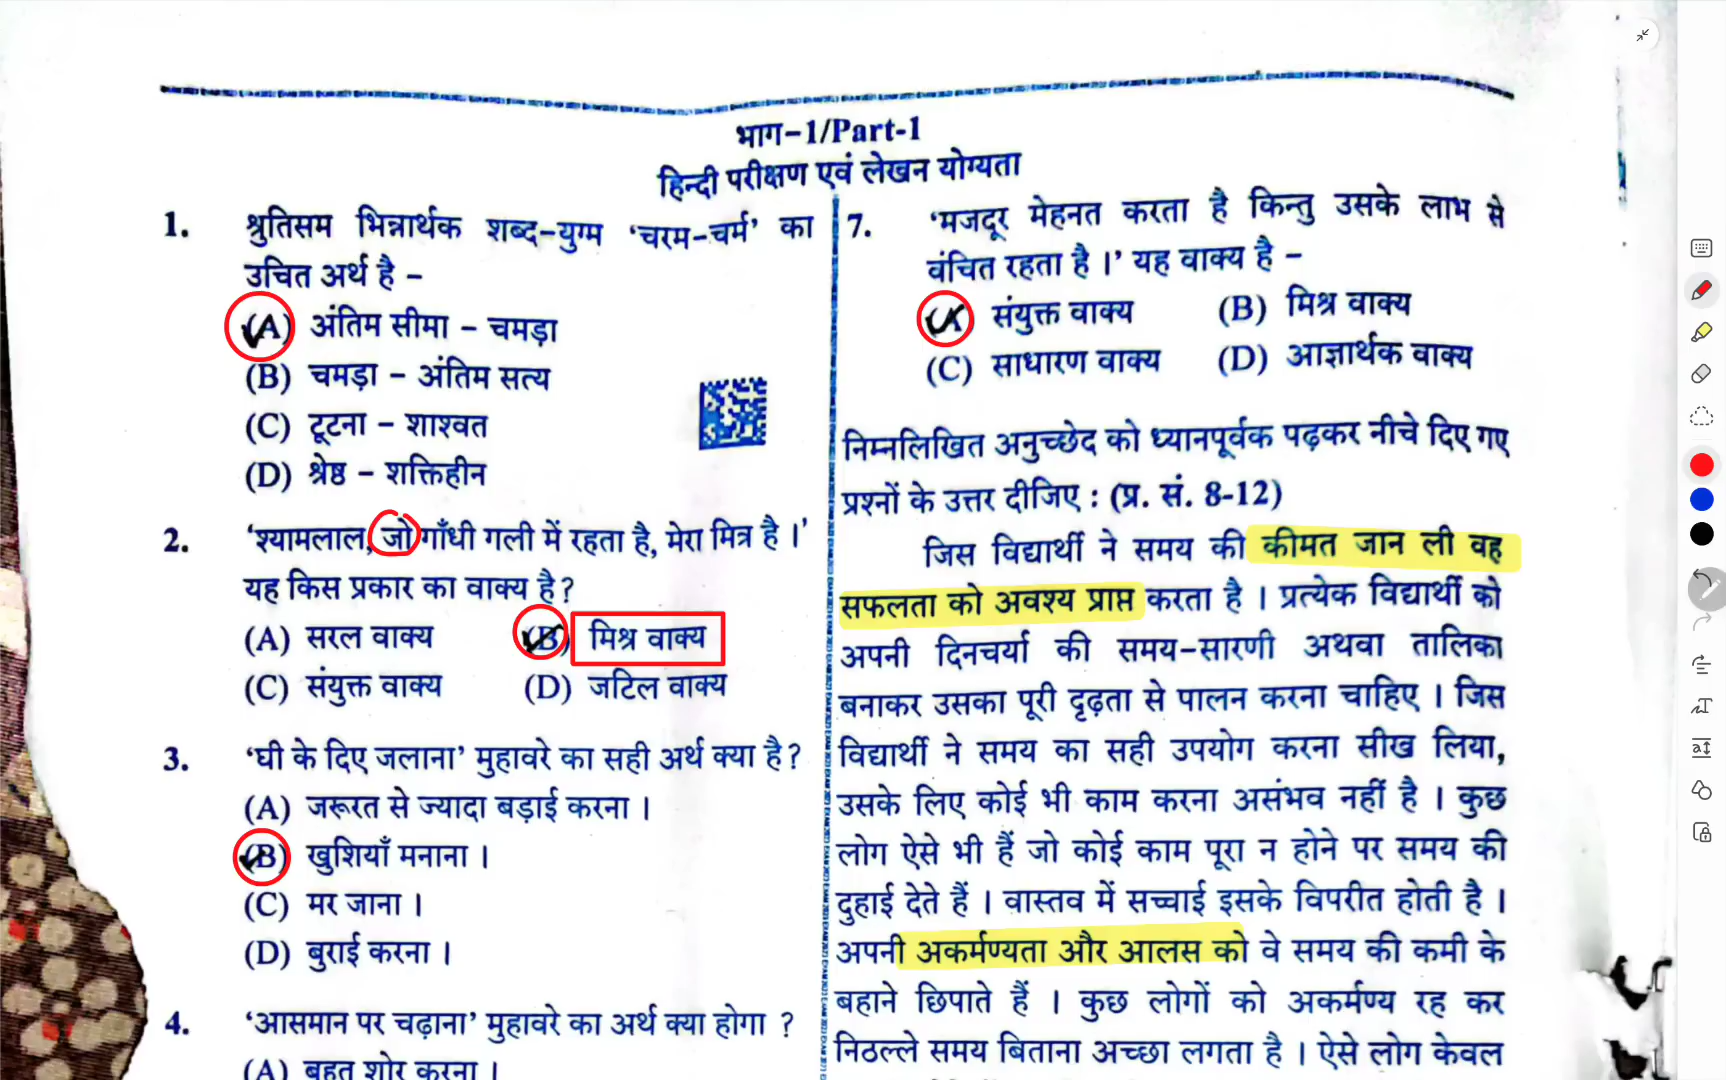 भाग-1/Part-1
हिन्दी परीक्षण एवं लेखन योग्यता
1. श्रुतिसम भिन्नार्थक शब्द-युग्म ‘चरम-चर्म’ का
उचित अर्थ है –
(A) अंतिम सीमा – चमड़ा
(B) चमड़ा – अंतिम सत्य
(C) टूटना – शाश्वत
(D) श्रेष्ठ – शक्तिहीन
2. ‘श्यामलाल, जो गाँधी गली में रहता है, मेरा मित्र है ।’
यह किस प्रकार का वाक्य है ?
(A) सरल वाक्य (B) मिश्र वाक्य
(C) संयुक्त वाक्य (D) जटिल वाक्य
3. ‘घी के दिए जलाना’ मुहावरे का सही अर्थ क्या है ?
(A) जरूरत से ज्यादा बड़ाई करना ।
(B) खुशियाँ मनाना ।
(C) मर जाना ।
(D) बुराई करना ।
4. ‘आसमान पर चढ़ाना’ मुहावरे का अर्थ क्या होगा ?
(A) बहुत शोर करना ।
7. ‘मजदूर मेहनत करता है किन्तु उसके लाभ से
वंचित रहता है ।’ यह वाक्य है –
(A) संयुक्त वाक्य (B) मिश्र वाक्य
(C) साधारण वाक्य (D) आज्ञार्थक वाक्य
निम्नलिखित अनुच्छेद को ध्यानपूर्वक पढ़कर नीचे दिए गए
प्रश्नों के उत्तर दीजिए : (प्र. सं. 8-12)
जिस विद्यार्थी ने समय की कीमत जान ली वह
सफलता को अवश्य प्राप्त करता है । प्रत्येक विद्यार्थी को
अपनी दिनचर्या की समय-सारणी अथवा तालिका
बनाकर उसका पूरी दृढ़ता से पालन करना चाहिए । जिस
विद्यार्थी ने समय का सही उपयोग करना सीख लिया,
उसके लिए कोई भी काम करना असंभव नहीं है । कुछ
लोग ऐसे भी हैं जो कोई काम पूरा न होने पर समय की
दुहाई देते हैं । वास्तव में सच्चाई इसके विपरीत होती है ।
अपनी अकर्मण्यता और आलस को वे समय की कमी के
बहाने छिपाते हैं । कुछ लोगों को अकर्मण्य रह कर
निठल्ले समय बिताना अच्छा लगता है । ऐसे लोग केवल